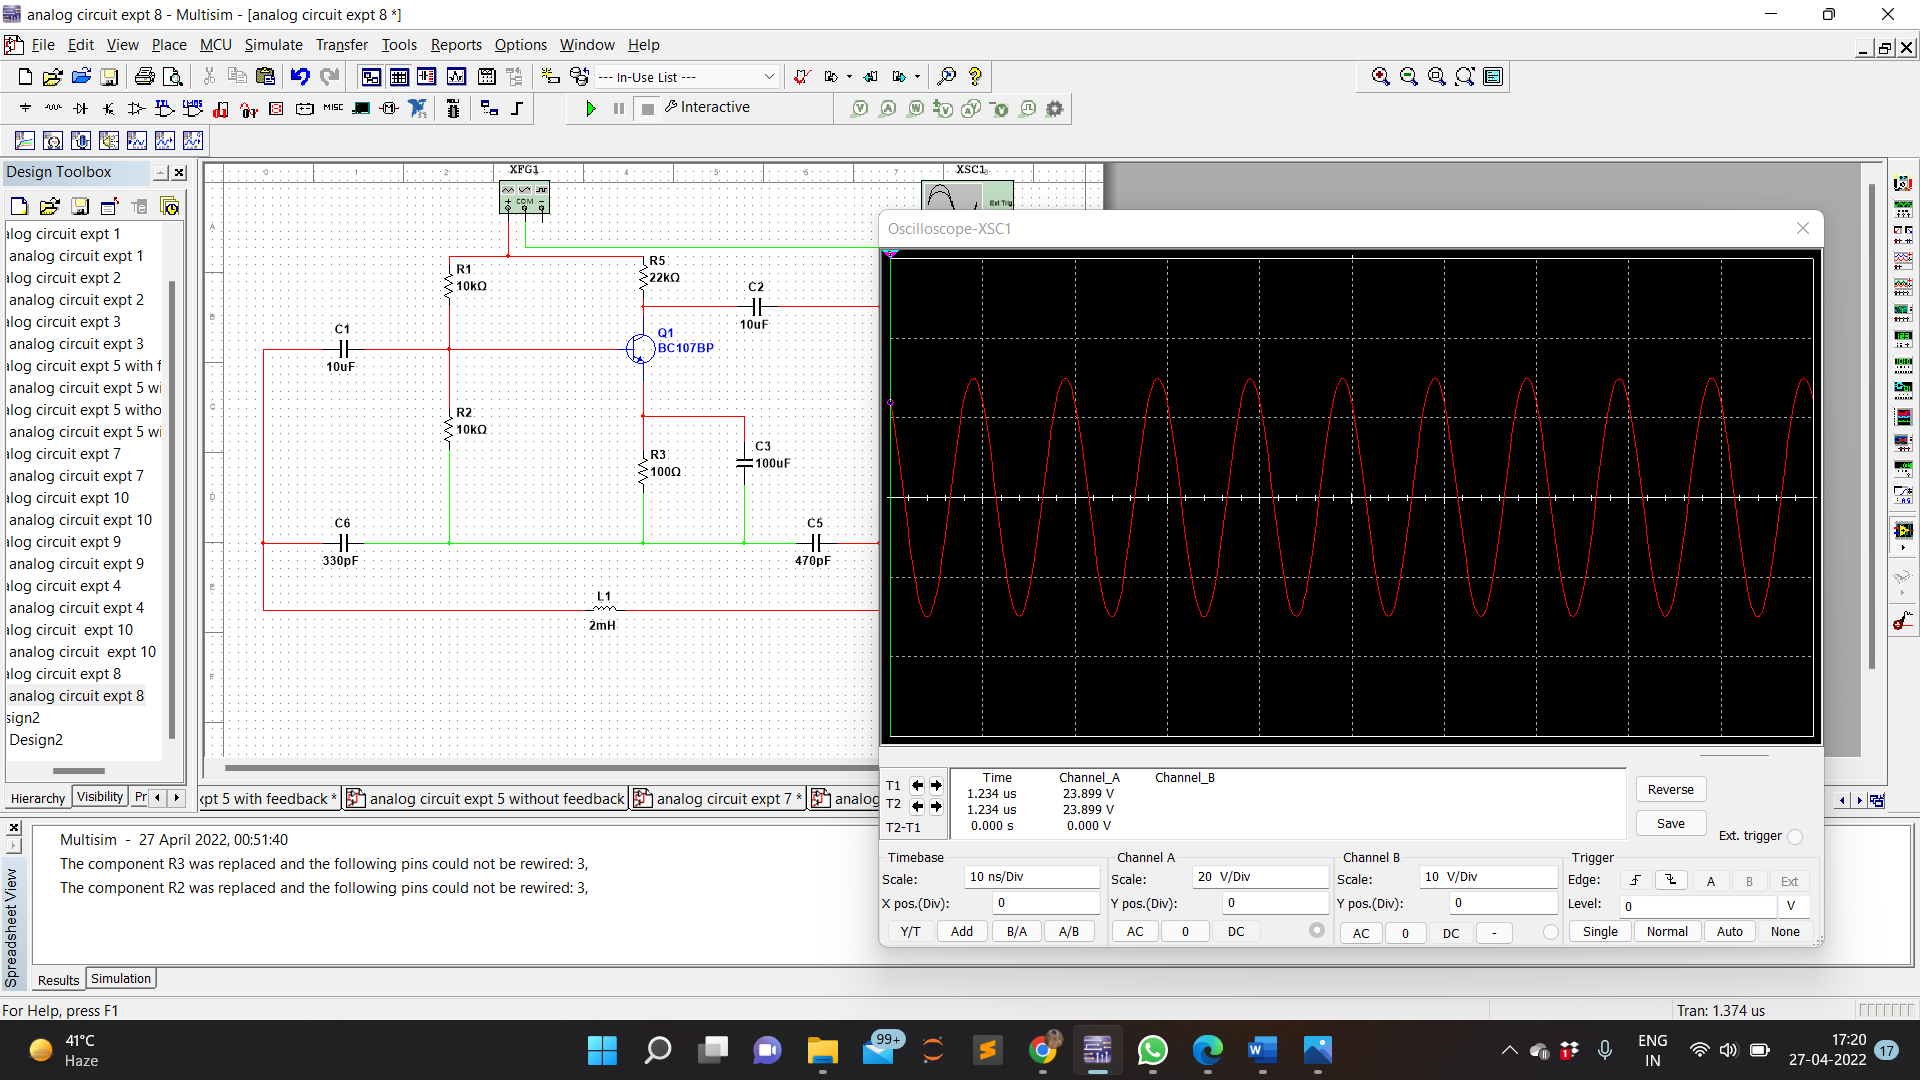 analog circuit expt 8 - Multisim - [analog circuit expt 8 *]
File Edit View Place MCU Simulate Transfer Tools Reports Options Window Help
--- In-Use List ---
MISC
Interactive
Design Toolbox
alog circuit expt 1
analog circuit expt 1
alog circuit expt 2
analog circuit expt 2
alog circuit expt 3
analog circuit expt 3
alog circuit expt 5 with f
analog circuit expt 5 wi
alog circuit expt 5 witho
analog circuit expt 5 wi
alog circuit expt 7
analog circuit expt 7
alog circuit expt 10
analog circuit expt 10
alog circuit expt 9
analog circuit expt 9
alog circuit expt 4
analog circuit expt 4
alog circuit  expt 10
analog circuit  expt 10
alog circuit expt 8
analog circuit expt 8
sign2
Design2
Hierarchy Visibility Pr
XFG1
COM
XSC1
Ext Trig
R1
10kΩ
R5
22kΩ
C2
10uF
C1
10uF
Q1
BC107BP
R2
10kΩ
R3
100Ω
C3
100uF
C6
330pF
C5
470pF
L1
2mH
Oscilloscope-XSC1
Time Channel_A Channel_B
T1 1.234 us 23.899 V
T2 1.234 us 23.899 V
T2-T1 0.000 s 0.000 V
Reverse
Save
Ext. trigger
Timebase
Scale: 10 ns/Div
X pos.(Div): 0
Y/T Add B/A A/B
Channel A
Scale: 20 V/Div
Y pos.(Div): 0
AC 0 DC
Channel B
Scale: 10 V/Div
Y pos.(Div): 0
AC 0 DC -
Trigger
Edge: A B Ext
Level: 0 V
Single Normal Auto None
xpt 5 with feedback * analog circuit expt 5 without feedback analog circuit expt 7 * analog
Spreadsheet View
Multisim - 27 April 2022, 00:51:40
The component R3 was replaced and the following pins could not be rewired: 3,
The component R2 was replaced and the following pins could not be rewired: 3,
Results Simulation
For Help, press F1
Tran: 1.374 us
41°C
Haze
99+
ENG
IN
17:20
27-04-2022
17